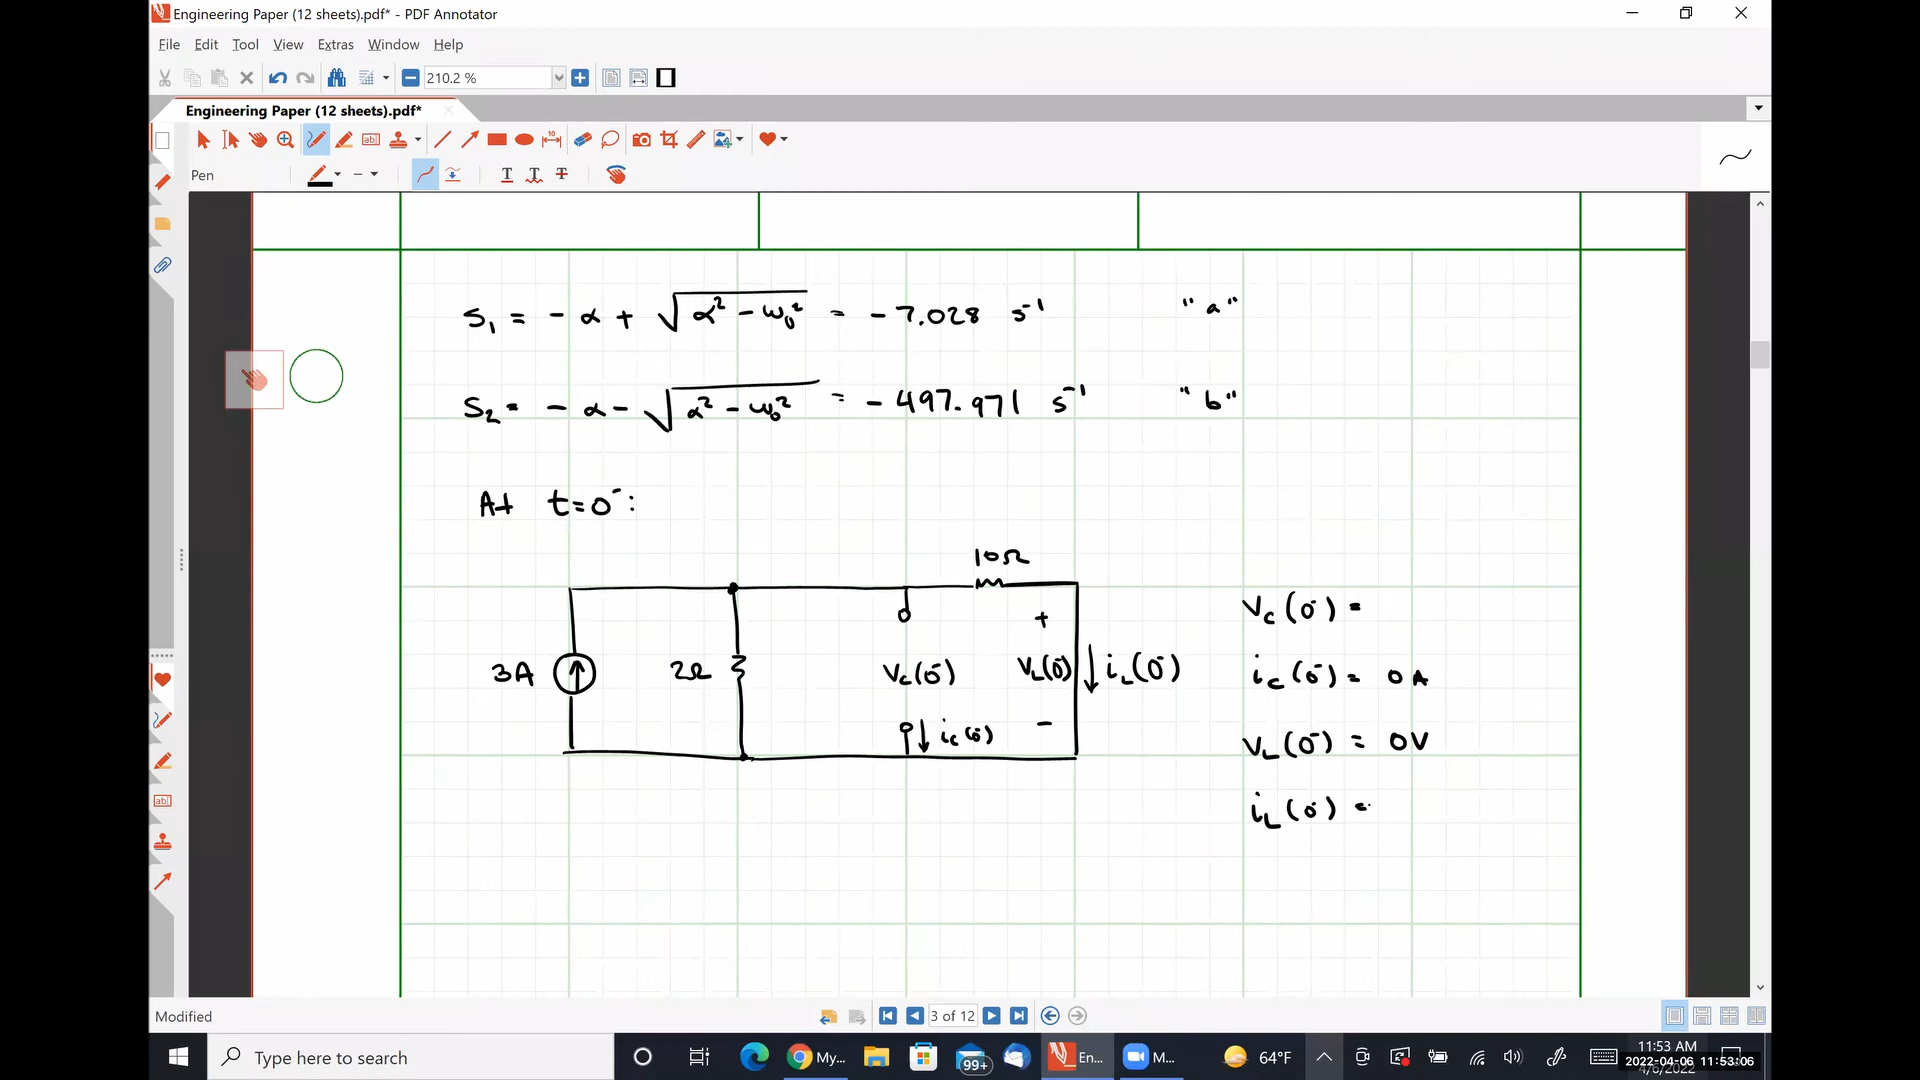 Engineering Paper (12 sheets).pdf* - PDF Annotator
File Edit Tool View Extras Window Help
210.2 %
Engineering Paper (12 sheets).pdf*
Pen
S₁ = - α + √(α² - ω₀²) = - 7.028 s⁻¹ "a"
S₂ = - α - √(α² - ω₀²) = - 497.971 s⁻¹ "b"
At t=0⁻:
10Ω
3A
2Ω
Vc(0⁻)
ic(0⁻)
+
VL(0⁻)
-
iL(0⁻)
Vc(0⁻) =
ic(0⁻) = 0A
VL(0⁻) = 0V
iL(0⁻) =
Modified
3 of 12
Type here to search
My...
99+
En...
M...
64°F
11:53 AM
2022-04-06 11:53:06
4/6/2022